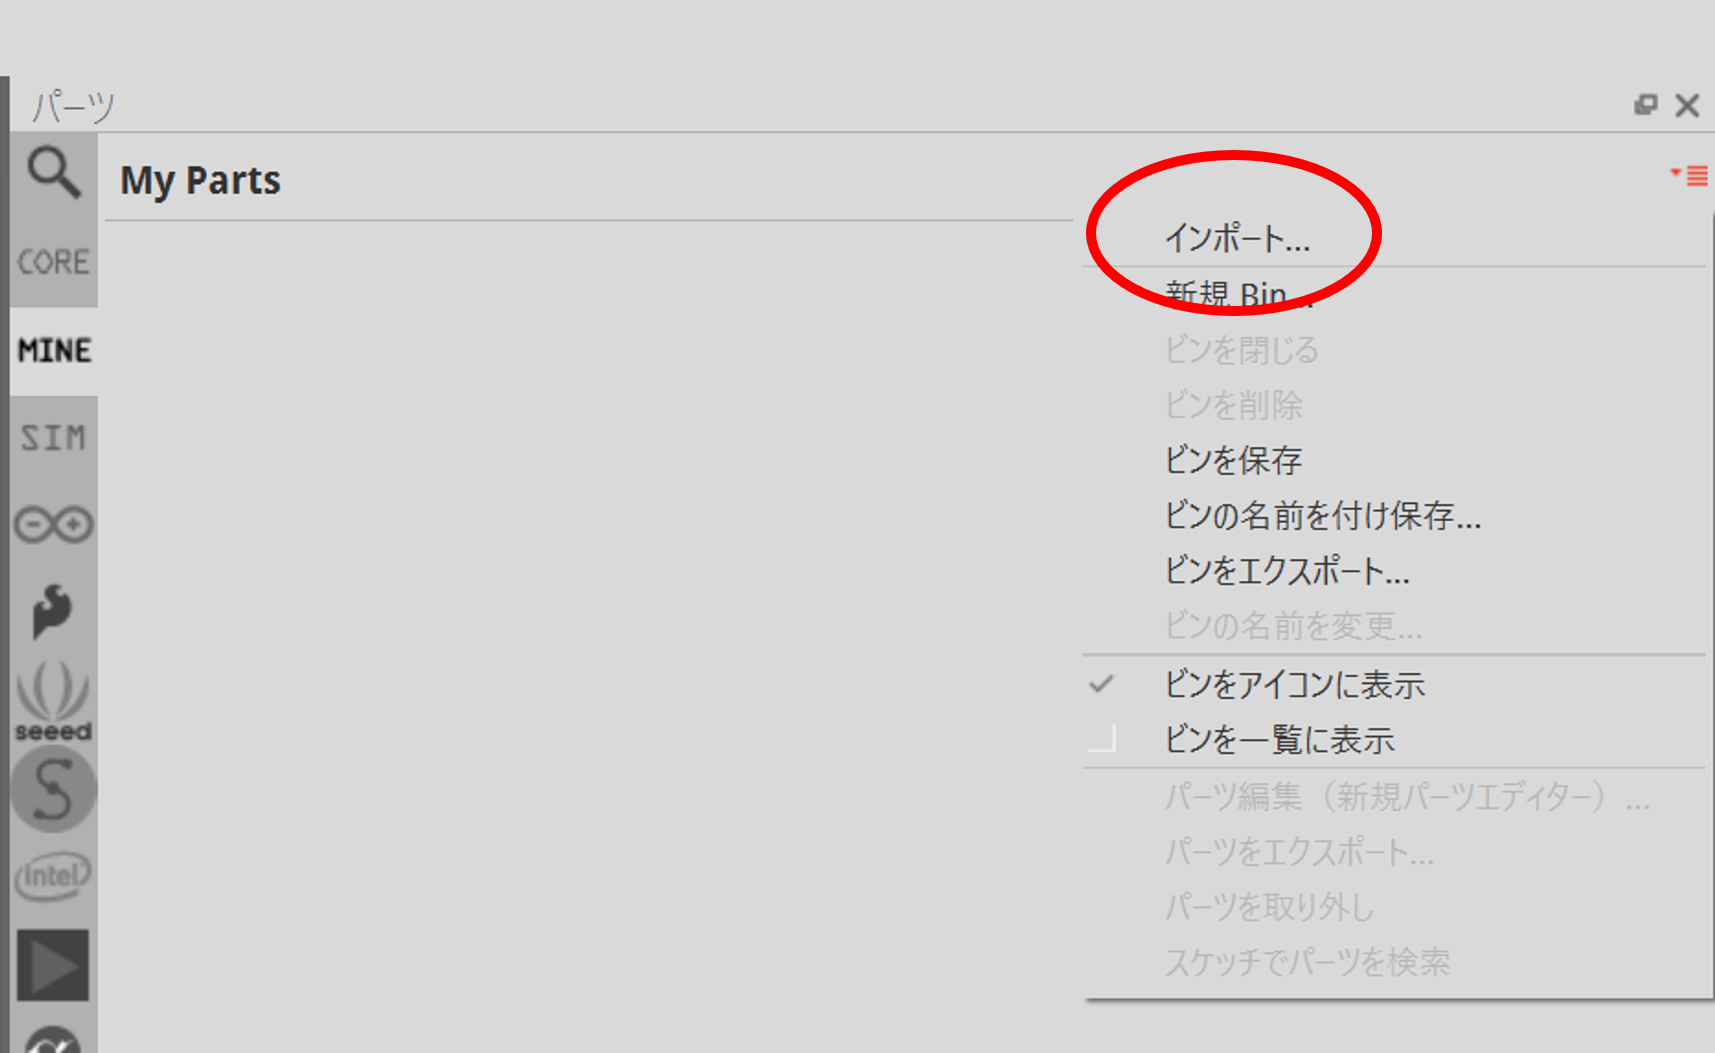 パーツ
My Parts
CORE
MINE
SIM
seeed
intel
インポート...
新規 Bin...
ビンを閉じる
ビンを削除
ビンを保存
ビンの名前を付け保存...
ビンをエクスポート...
ビンの名前を変更...
ビンをアイコンに表示
ビンを一覧に表示
パーツ編集（新規パーツエディター）...
パーツをエクスポート...
パーツを取り外し
スケッチでパーツを検索